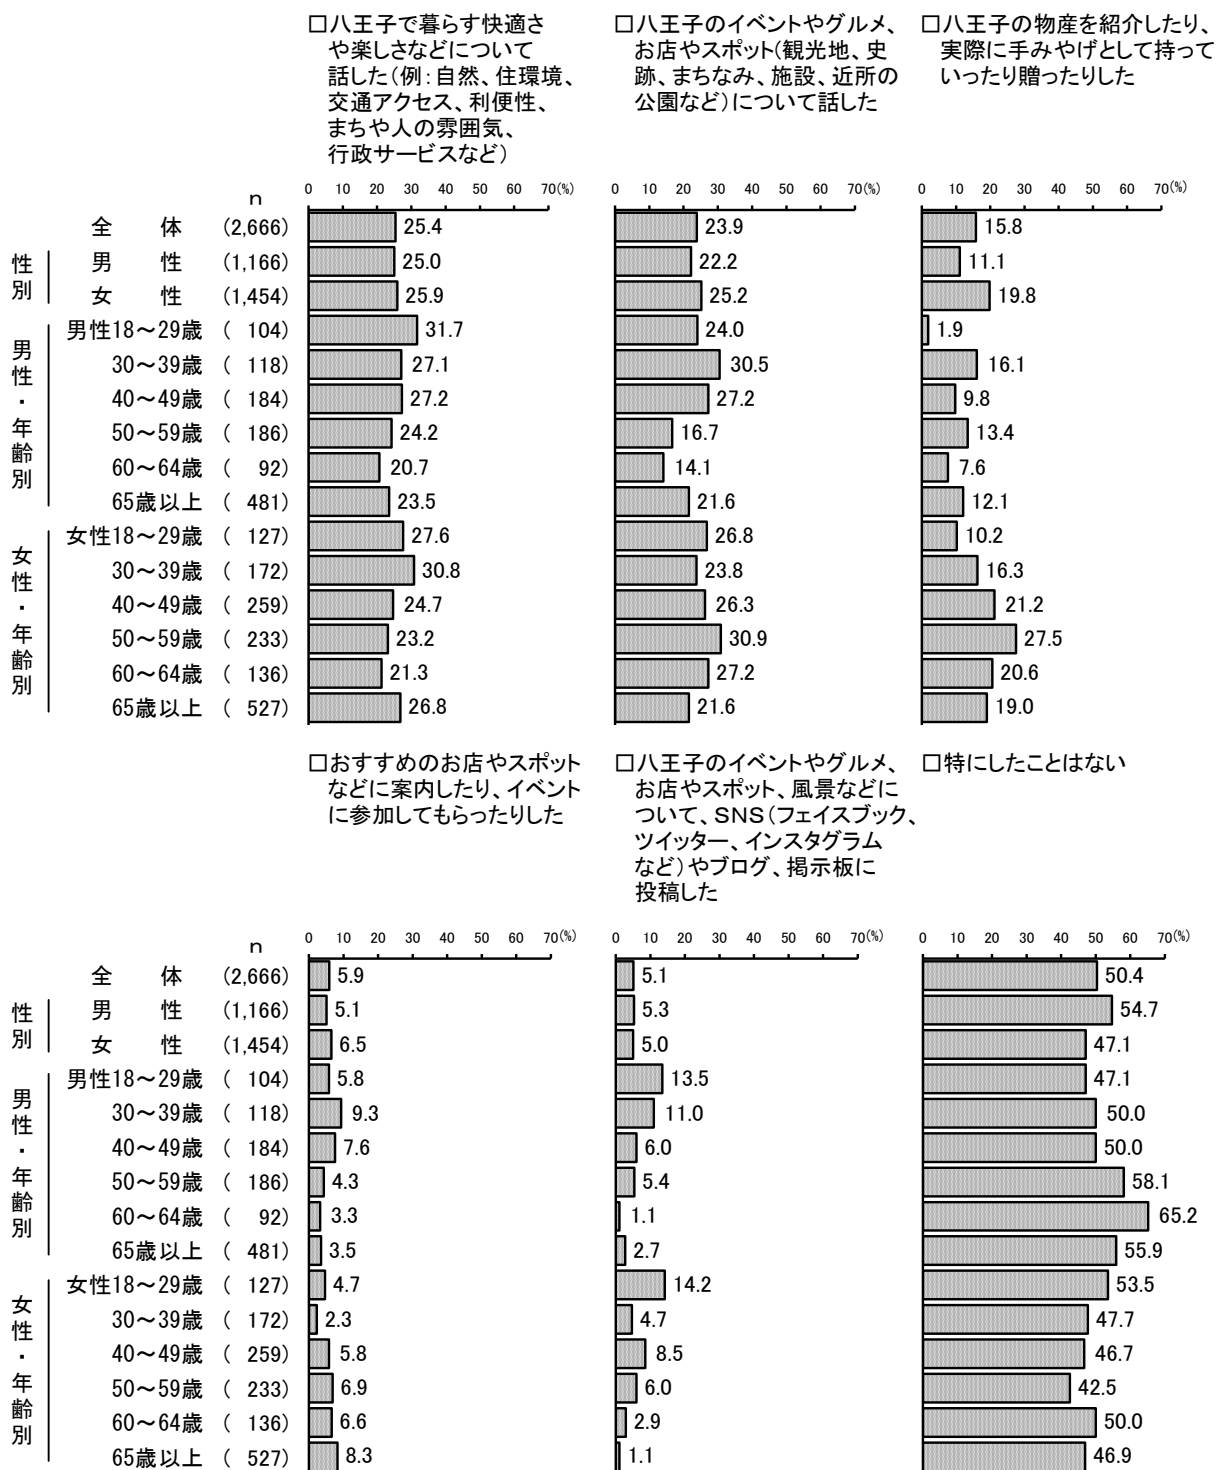 □八王子で暮らす快適さ
や楽しさなどについて
話した(例:自然、住環境、
交通アクセス、利便性、
まちや人の雰囲気、
行政サービスなど)
□八王子のイベントやグルメ、
お店やスポット(観光地、史
跡、まちなみ、施設、近所の
公園など)について話した
□八王子の物産を紹介したり、
実際に手みやげとして持って
いったり贈ったりした
n 0 10 20 30 40 50 60 70(%) 0 10 20 30 40 50 60 70(%) 0 10 20 30 40 50 60 70(%)
全 体 (2,666) 25.4 23.9 15.8
性別
男 性 (1,166) 25.0 22.2 11.1
女 性 (1,454) 25.9 25.2 19.8
男性・年齢別
男性18～29歳 ( 104) 31.7 24.0 1.9
30～39歳 ( 118) 27.1 30.5 16.1
40～49歳 ( 184) 27.2 27.2 9.8
50～59歳 ( 186) 24.2 16.7 13.4
60～64歳 ( 92) 20.7 14.1 7.6
65歳以上 ( 481) 23.5 21.6 12.1
女性・年齢別
女性18～29歳 ( 127) 27.6 26.8 10.2
30～39歳 ( 172) 30.8 23.8 16.3
40～49歳 ( 259) 24.7 26.3 21.2
50～59歳 ( 233) 23.2 30.9 27.5
60～64歳 ( 136) 21.3 27.2 20.6
65歳以上 ( 527) 26.8 21.6 19.0
□おすすめのお店やスポット
などに案内したり、イベント
に参加してもらったりした
□八王子のイベントやグルメ、
お店やスポット、風景などに
ついて、SNS(フェイスブック、
ツイッター、インスタグラム
など)やブログ、掲示板に
投稿した
□特にしたことはない
n 0 10 20 30 40 50 60 70(%) 0 10 20 30 40 50 60 70(%) 0 10 20 30 40 50 60 70(%)
全 体 (2,666) 5.9 5.1 50.4
性別
男 性 (1,166) 5.1 5.3 54.7
女 性 (1,454) 6.5 5.0 47.1
男性・年齢別
男性18～29歳 ( 104) 5.8 13.5 47.1
30～39歳 ( 118) 9.3 11.0 50.0
40～49歳 ( 184) 7.6 6.0 50.0
50～59歳 ( 186) 4.3 5.4 58.1
60～64歳 ( 92) 3.3 1.1 65.2
65歳以上 ( 481) 3.5 2.7 55.9
女性・年齢別
女性18～29歳 ( 127) 4.7 14.2 53.5
30～39歳 ( 172) 2.3 4.7 47.7
40～49歳 ( 259) 5.8 8.5 46.7
50～59歳 ( 233) 6.9 6.0 42.5
60～64歳 ( 136) 6.6 2.9 50.0
65歳以上 ( 527) 8.3 1.1 46.9